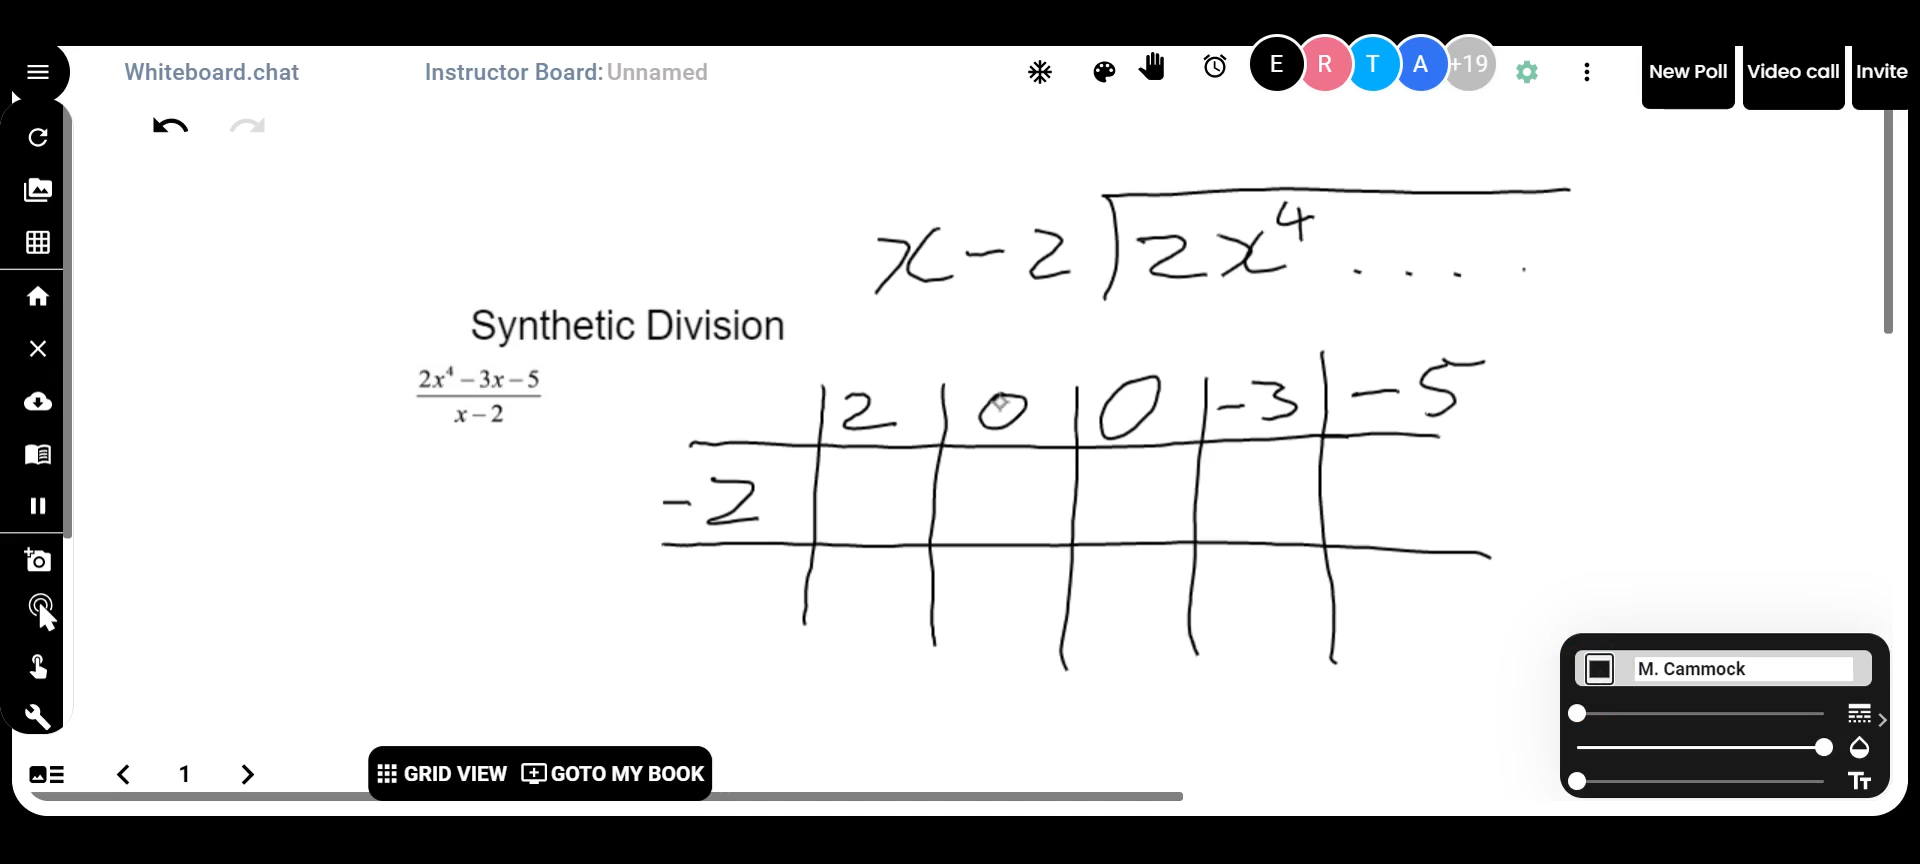 Whiteboard.chat Instructor Board: Unnamed E R T A +19 New Poll Video call Invite
x - 2 2x⁴ . . . . .
Synthetic Division
2x⁴ – 3x – 5
x – 2
2 0 0 -3 -5
-2
M. Cammock
Tт
1 GRID VIEW GOTO MY BOOK